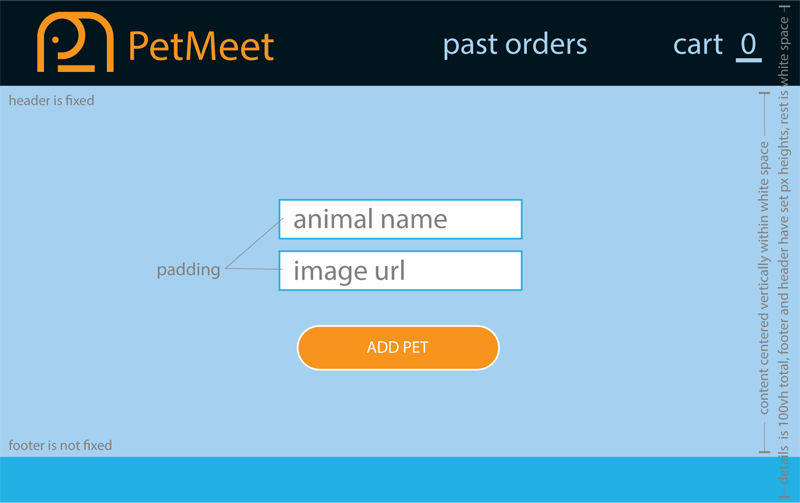 PetMeet
past orders
cart 0
header is fixed
animal name
image url
padding
ADD PET
footer is not fixed
content centered vertically within white space
details is 100vh total, footer and header have set px heights, rest is white space